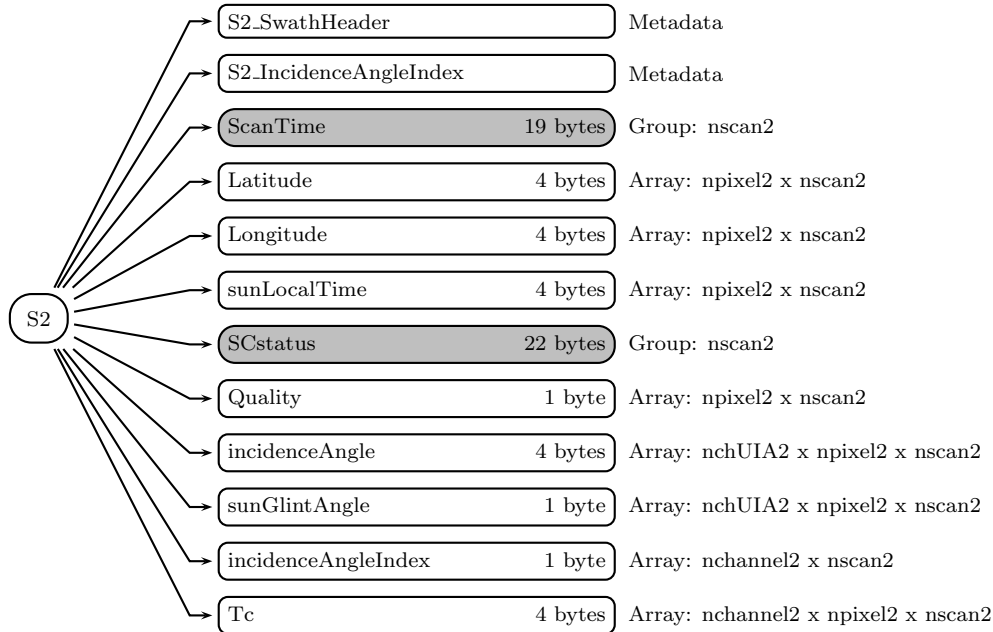 S2_SwathHeader Metadata
S2_IncidenceAngleIndex Metadata
ScanTime 19 bytes Group: nscan2
Latitude 4 bytes Array: npixel2 x nscan2
Longitude 4 bytes Array: npixel2 x nscan2
sunLocalTime 4 bytes Array: npixel2 x nscan2
S2
SCstatus 22 bytes Group: nscan2
Quality 1 byte Array: npixel2 x nscan2
incidenceAngle 4 bytes Array: nchUIA2 x npixel2 x nscan2
sunGlintAngle 1 byte Array: nchUIA2 x npixel2 x nscan2
incidenceAngleIndex 1 byte Array: nchannel2 x nscan2
Tc 4 bytes Array: nchannel2 x npixel2 x nscan2